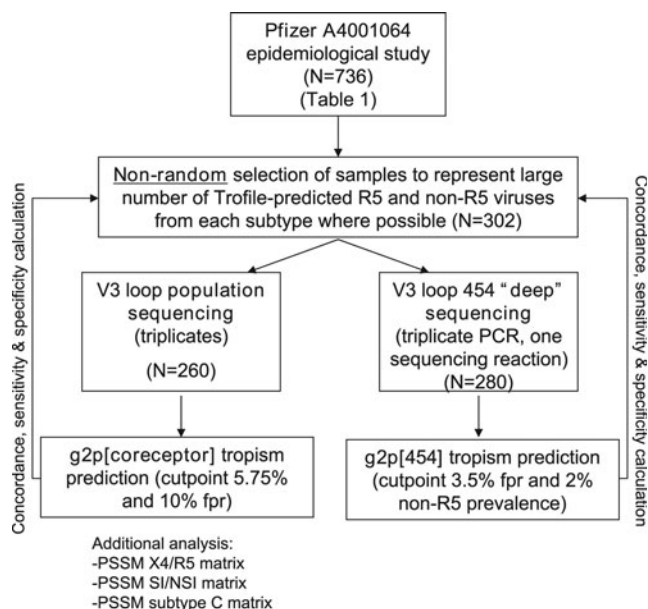 Pfizer A4001064
epidemiological study
(N=736)
(Table 1)
Non-random selection of samples to represent large
number of Trofile-predicted R5 and non-R5 viruses
from each subtype where possible (N=302)
Concordance, sensitivity & specificity calculation
Concordance, sensitivity & specificity calculation
V3 loop population
sequencing
(triplicates)
(N=260)
V3 loop 454 “deep”
sequencing
(triplicate PCR, one
sequencing reaction)
(N=280)
g2p[coreceptor] tropism
prediction (cutpoint 5.75%
and 10% fpr)
g2p[454] tropism prediction
(cutpoint 3.5% fpr and 2%
non-R5 prevalence)
Additional analysis:
-PSSM X4/R5 matrix
-PSSM SI/NSI matrix
-PSSM subtype C matrix